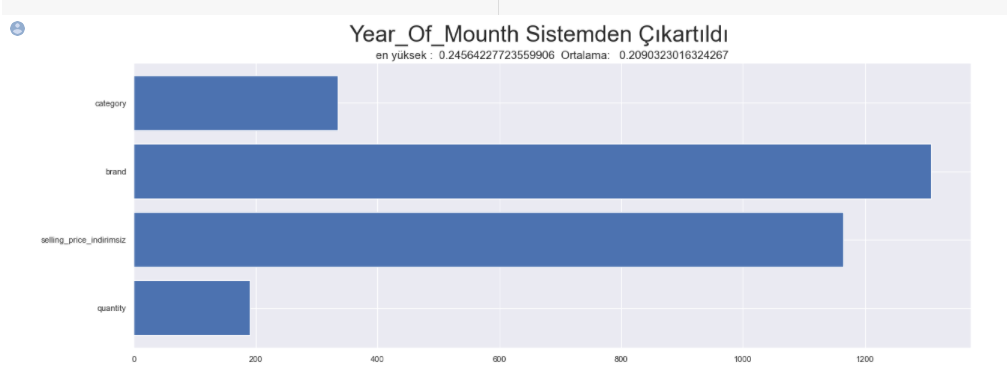 Year_Of_Mounth Sistemden Çıkartıldı
en yüksek : 0.24564227723559906 Ortalama: 0.2090323016324267
category
brand
selling_price_indirimsiz
quantity
0 200 400 600 800 1000 1200